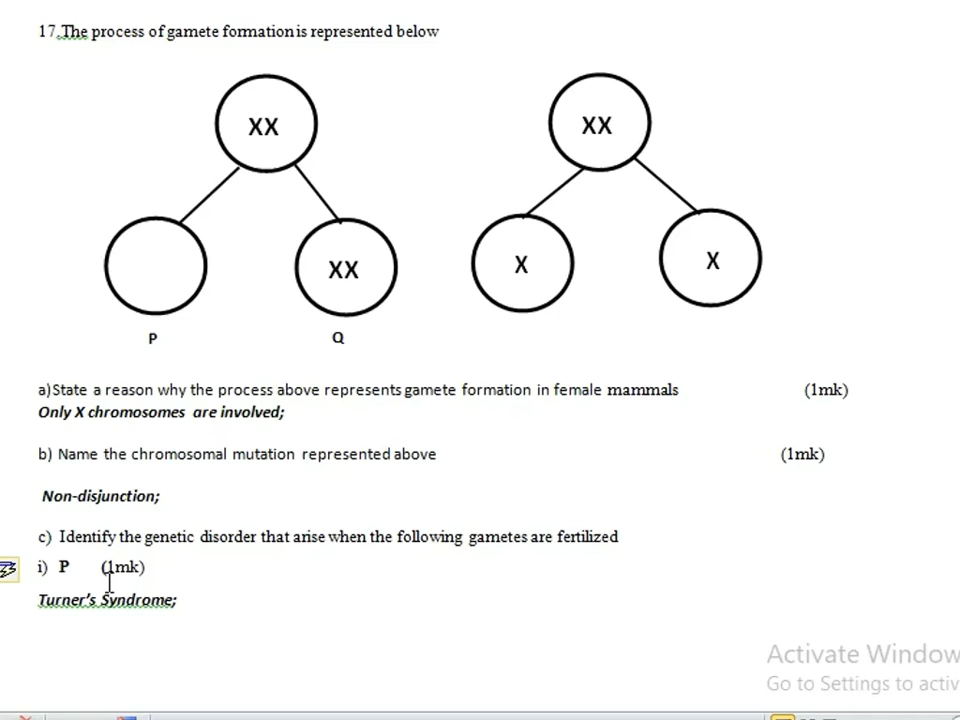 17.The process of gamete formation is represented below
XX XX
XX X X
P Q
a)State a reason why the process above represents gamete formation in female mammals (1mk)
Only X chromosomes are involved;
b) Name the chromosomal mutation represented above (1mk)
Non-disjunction;
c) Identify the genetic disorder that arise when the following gametes are fertilized
i) P (1mk)
Turner's Syndrome;
Activate Window
Go to Settings to activ